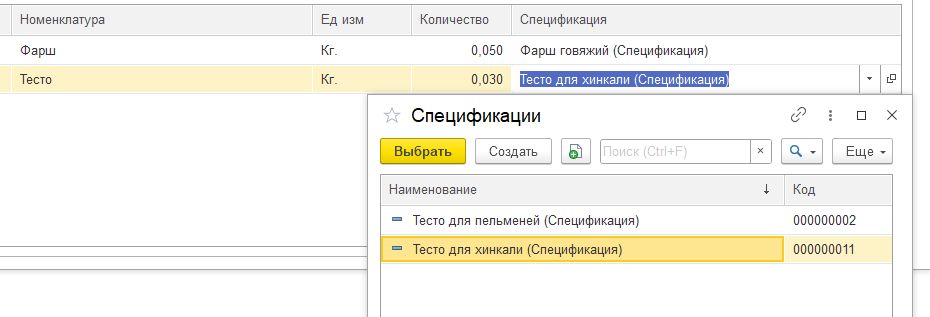 Номенклатура Ед изм Количество Спецификация
Фарш Кг. 0,050 Фарш говяжий (Спецификация)
Тесто Кг. 0,030 Тесто для хинкали (Спецификация)
Спецификации
Выбрать Создать Поиск (Ctrl+F) × Еще
Наименование ↓ Код
Тесто для пельменей (Спецификация) 000000002
Тесто для хинкали (Спецификация) 000000011